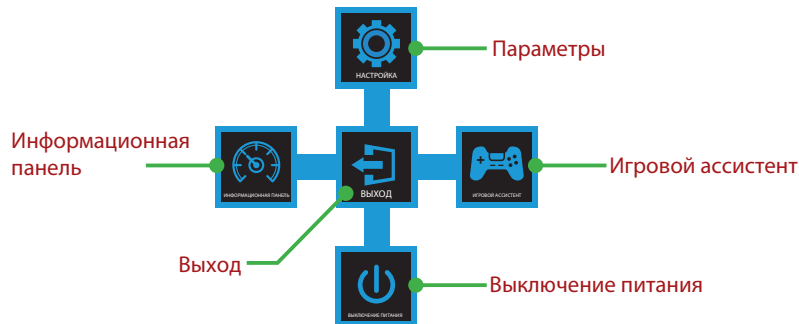 НАСТРОЙКА
Параметры
Информационная
панель
ИНФОРМАЦИОННАЯ ПАНЕЛЬ
ВЫХОД
ИГРОВОЙ АССИСТЕНТ
Игровой ассистент
Выход
ВЫКЛЮЧЕНИЕ ПИТАНИЯ
Выключение питания